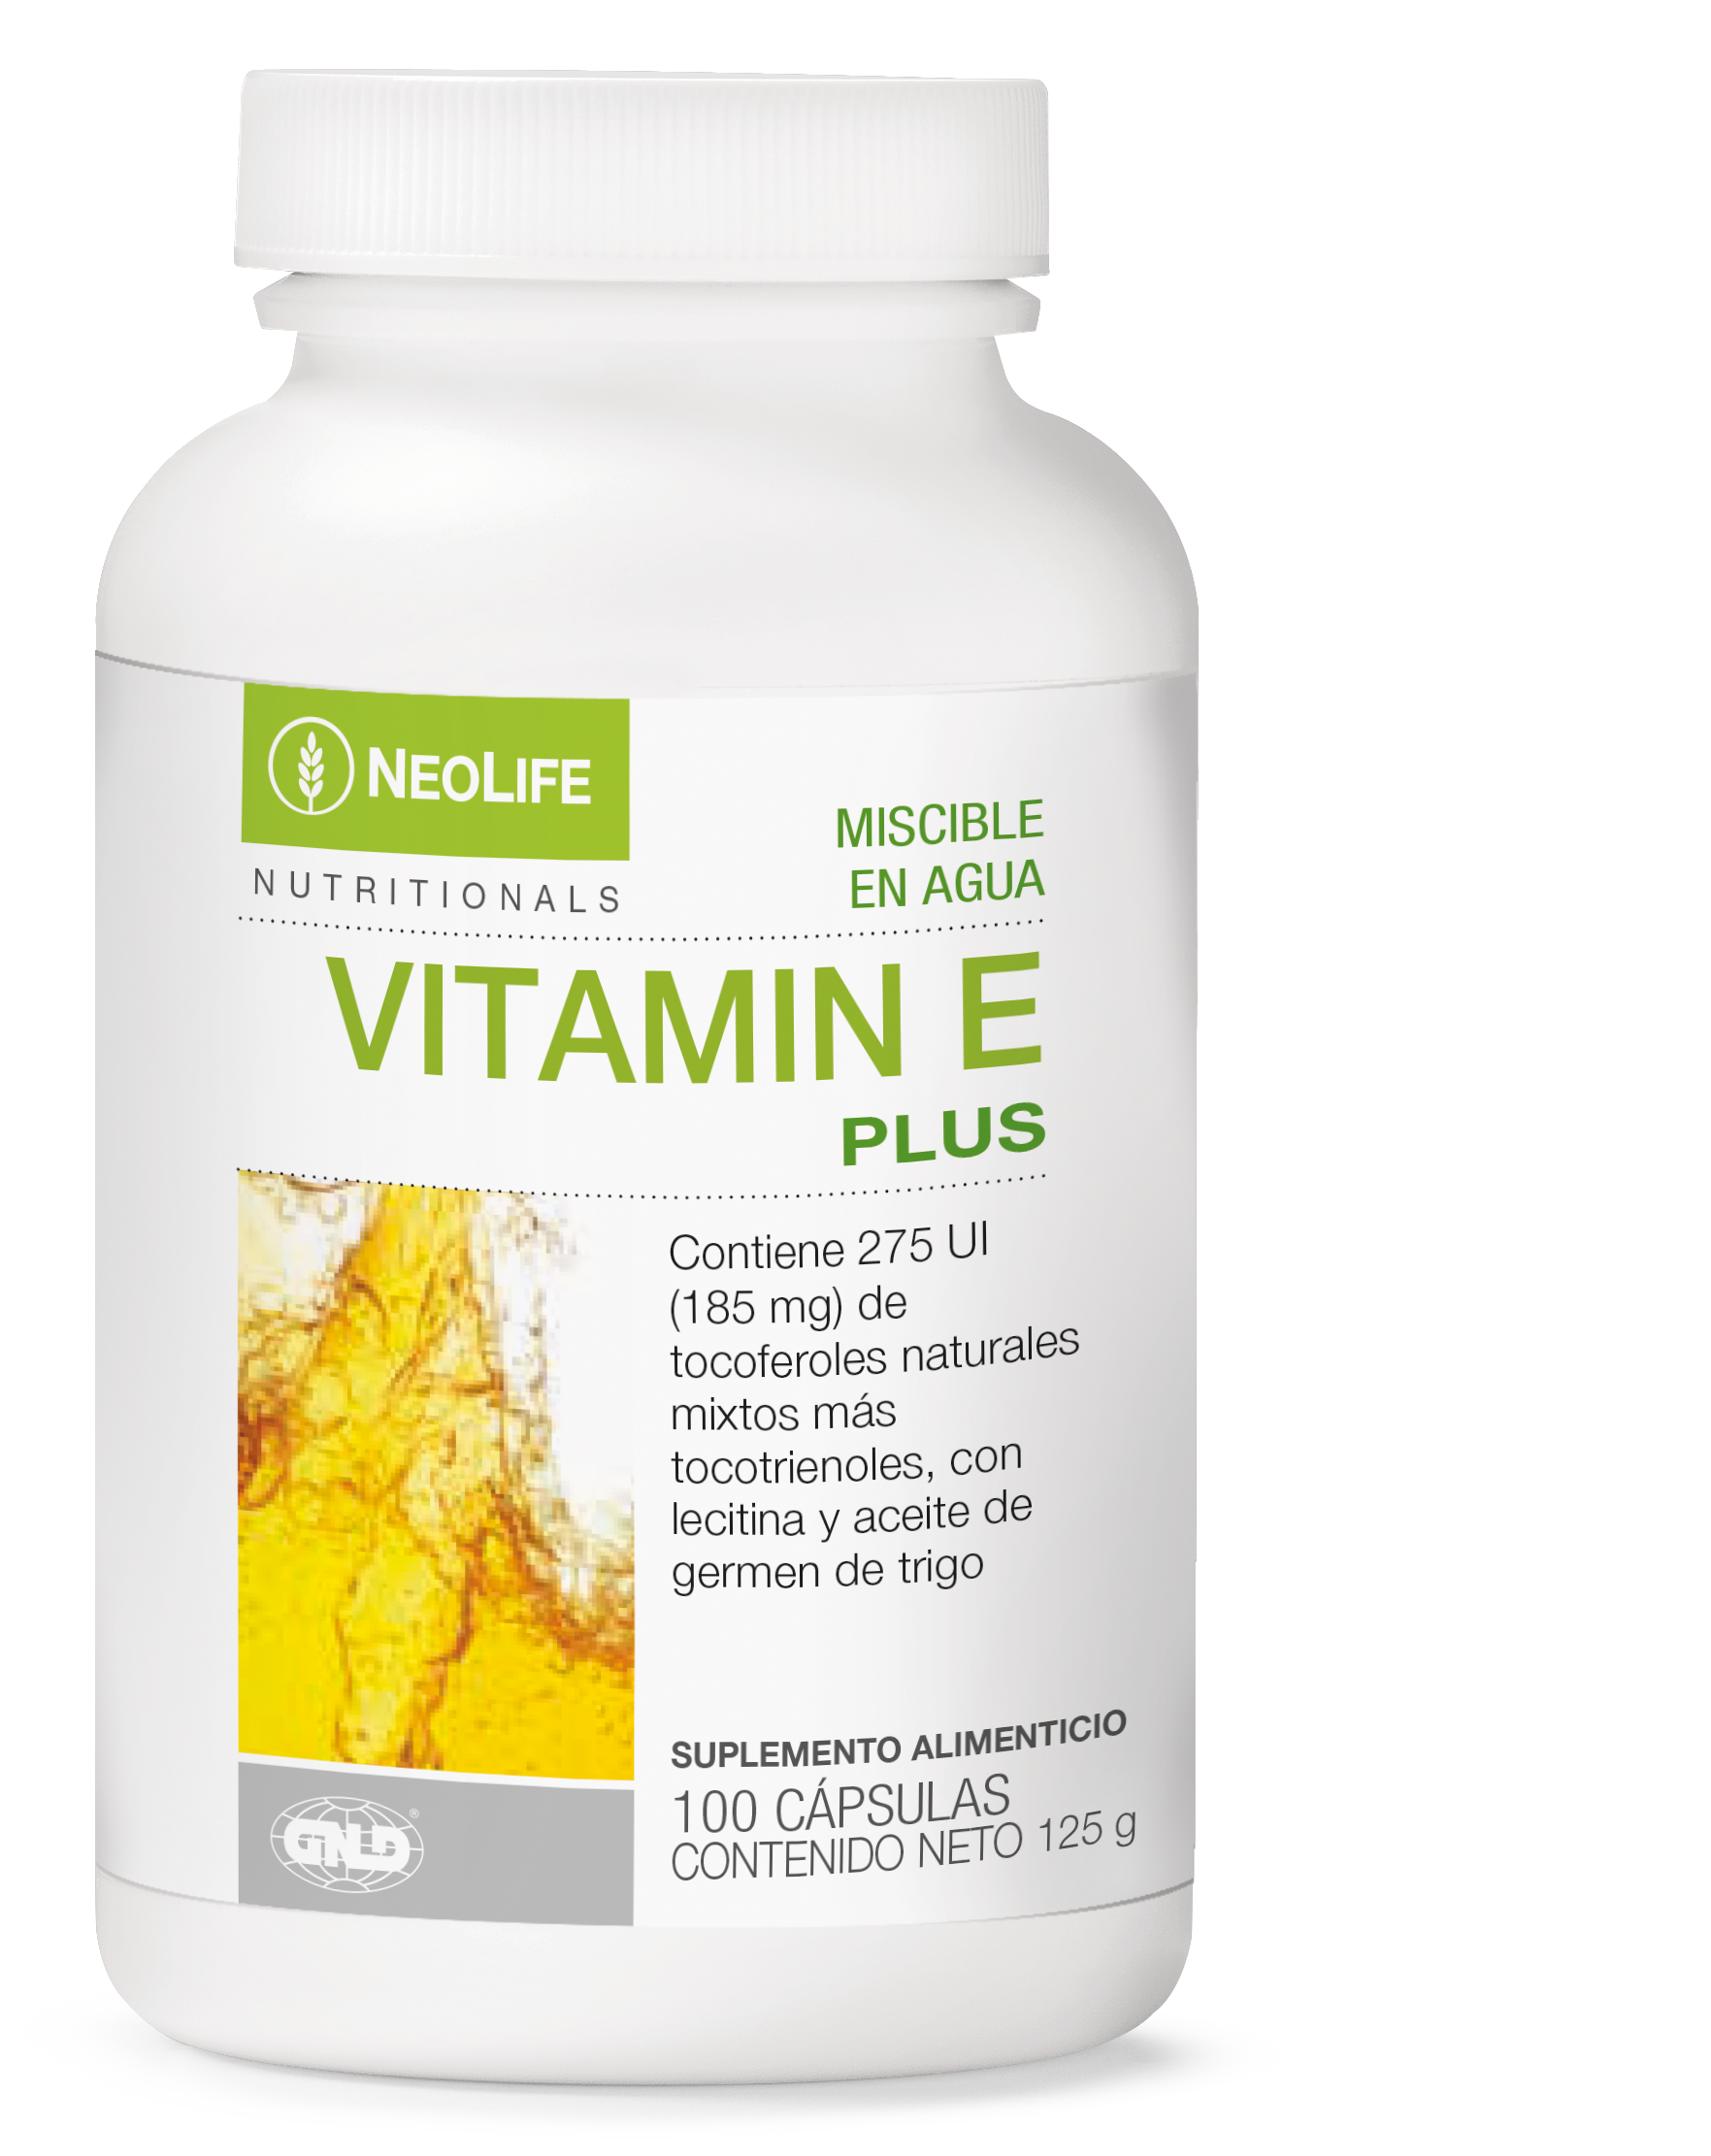 NEOLIFE
NUTRITIONALS
MISCIBLE
EN AGUA
VITAMIN E
PLUS
Contiene 275 UI
(185 mg) de
tocoferoles naturales
mixtos más
tocotrienoles, con
lecitina y aceite de
germen de trigo
SUPLEMENTO ALIMENTICIO
100 CÁPSULAS
CONTENIDO NETO 125 g
GNLD®